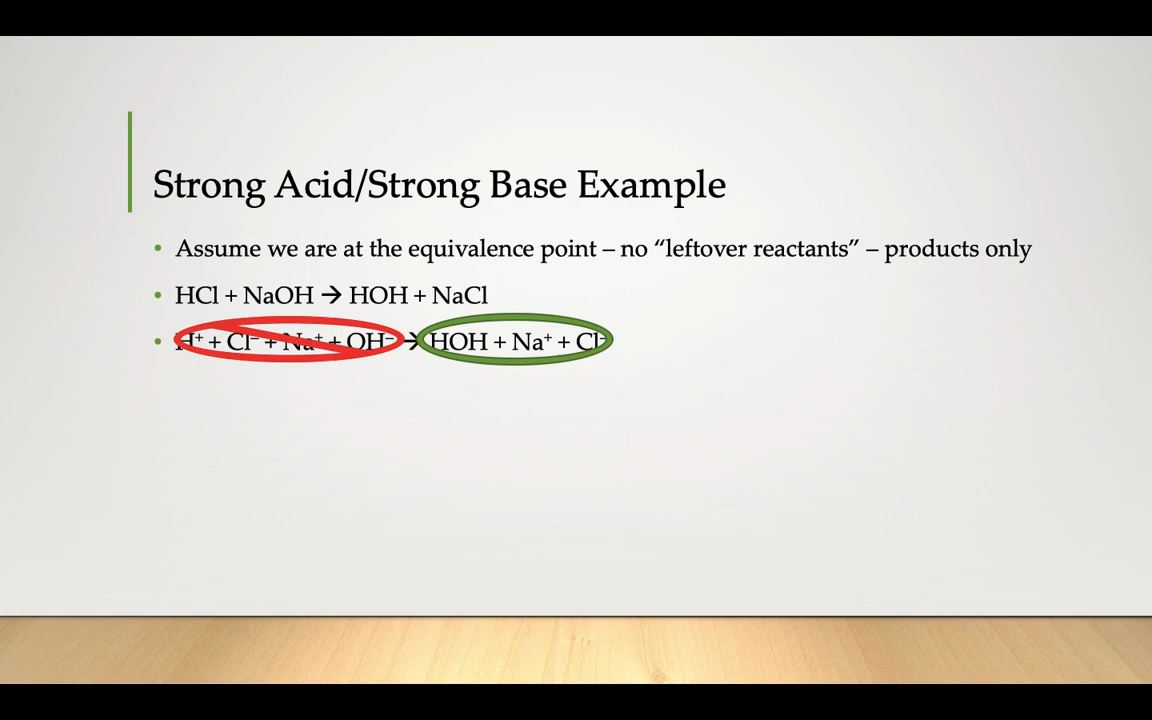 Strong Acid/Strong Base Example
• Assume we are at the equivalence point – no “leftover reactants” – products only
• HCl + NaOH → HOH + NaCl
• H⁺ + Cl⁻ + Na⁺ + OH⁻ → HOH + Na⁺ + Cl⁻